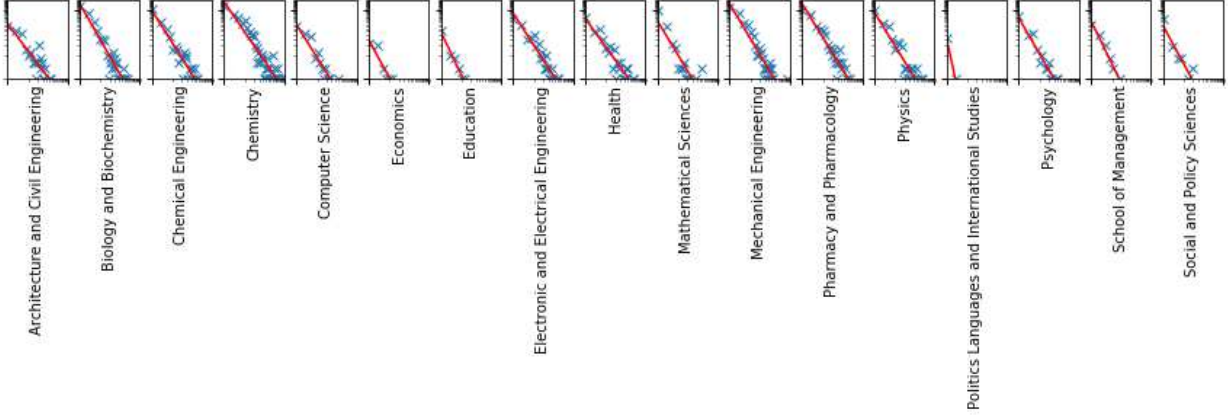 Architecture and Civil Engineering
Biology and Biochemistry
Chemical Engineering
Chemistry
Computer Science
Economics
Education
Electronic and Electrical Engineering
Health
Mathematical Sciences
Mechanical Engineering
Pharmacy and Pharmacology
Physics
Politics Languages and International Studies
Psychology
School of Management
Social and Policy Sciences